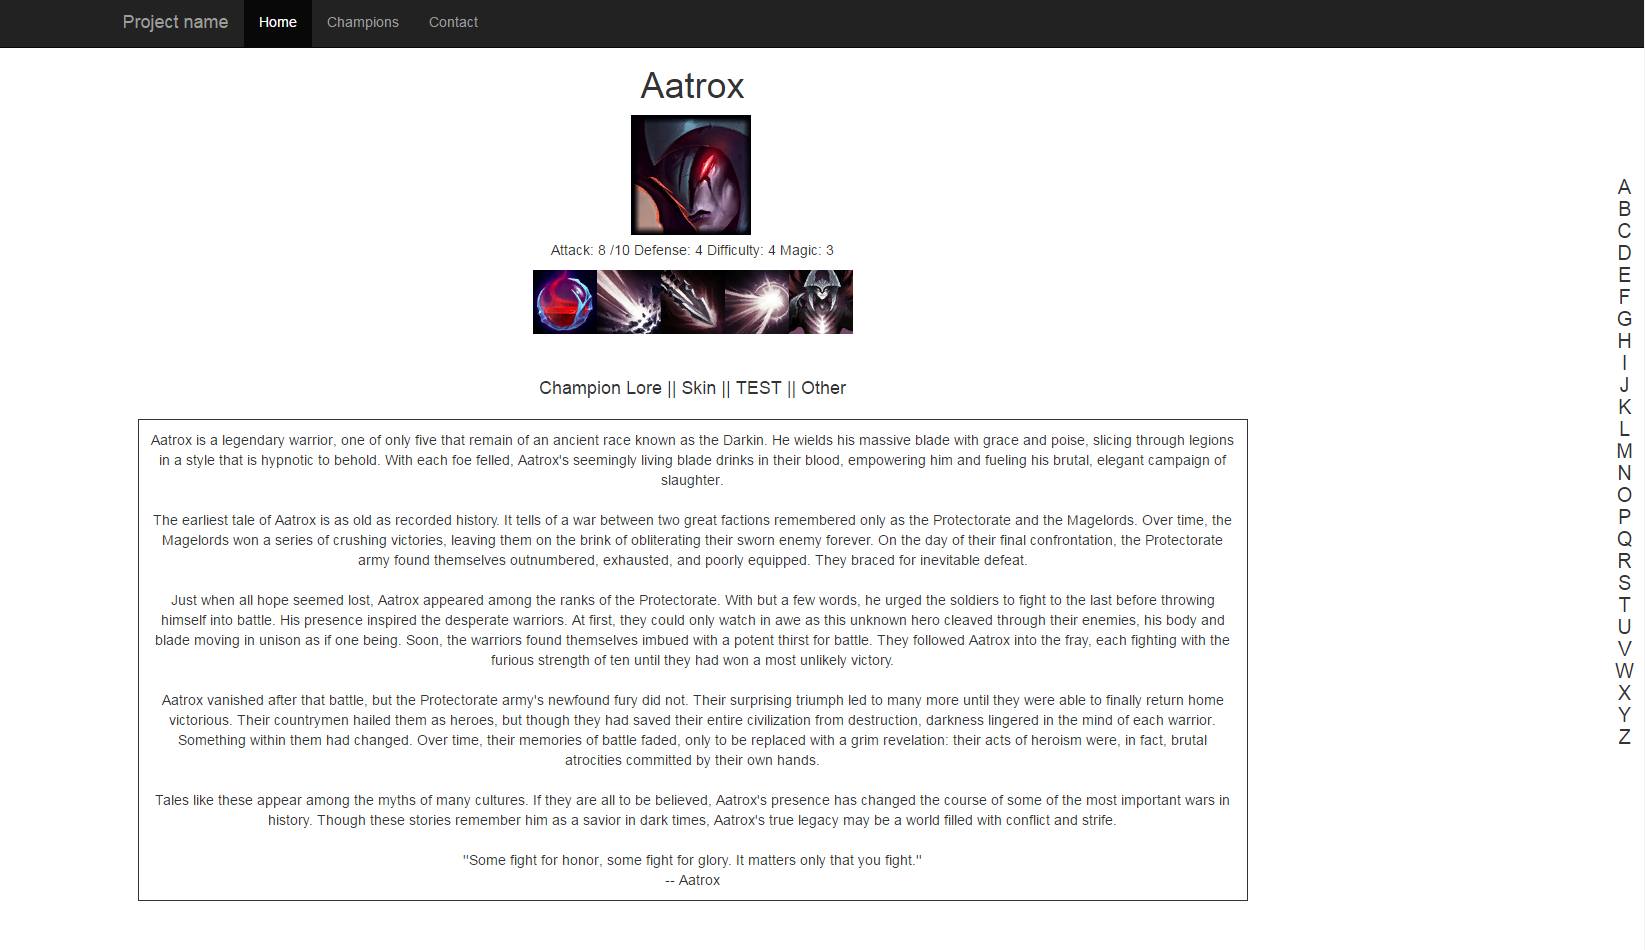 Project name Home Champions Contact
Aatrox
Attack: 8 /10 Defense: 4 Difficulty: 4 Magic: 3
Champion Lore || Skin || TEST || Other
Aatrox is a legendary warrior, one of only five that remain of an ancient race known as the Darkin. He wields his massive blade with grace and poise, slicing through legions
in a style that is hypnotic to behold. With each foe felled, Aatrox's seemingly living blade drinks in their blood, empowering him and fueling his brutal, elegant campaign of
slaughter.
The earliest tale of Aatrox is as old as recorded history. It tells of a war between two great factions remembered only as the Protectorate and the Magelords. Over time, the
Magelords won a series of crushing victories, leaving them on the brink of obliterating their sworn enemy forever. On the day of their final confrontation, the Protectorate
army found themselves outnumbered, exhausted, and poorly equipped. They braced for inevitable defeat.
Just when all hope seemed lost, Aatrox appeared among the ranks of the Protectorate. With but a few words, he urged the soldiers to fight to the last before throwing
himself into battle. His presence inspired the desperate warriors. At first, they could only watch in awe as this unknown hero cleaved through their enemies, his body and
blade moving in unison as if one being. Soon, the warriors found themselves imbued with a potent thirst for battle. They followed Aatrox into the fray, each fighting with the
furious strength of ten until they had won a most unlikely victory.
Aatrox vanished after that battle, but the Protectorate army's newfound fury did not. Their surprising triumph led to many more until they were able to finally return home
victorious. Their countrymen hailed them as heroes, but though they had saved their entire civilization from destruction, darkness lingered in the mind of each warrior.
Something within them had changed. Over time, their memories of battle faded, only to be replaced with a grim revelation: their acts of heroism were, in fact, brutal
atrocities committed by their own hands.
Tales like these appear among the myths of many cultures. If they are all to be believed, Aatrox's presence has changed the course of some of the most important wars in
history. Though these stories remember him as a savior in dark times, Aatrox's true legacy may be a world filled with conflict and strife.
"Some fight for honor, some fight for glory. It matters only that you fight."
-- Aatrox
A
B
C
D
E
F
G
H
I
J
K
L
M
N
O
P
Q
R
S
T
U
V
W
X
Y
Z